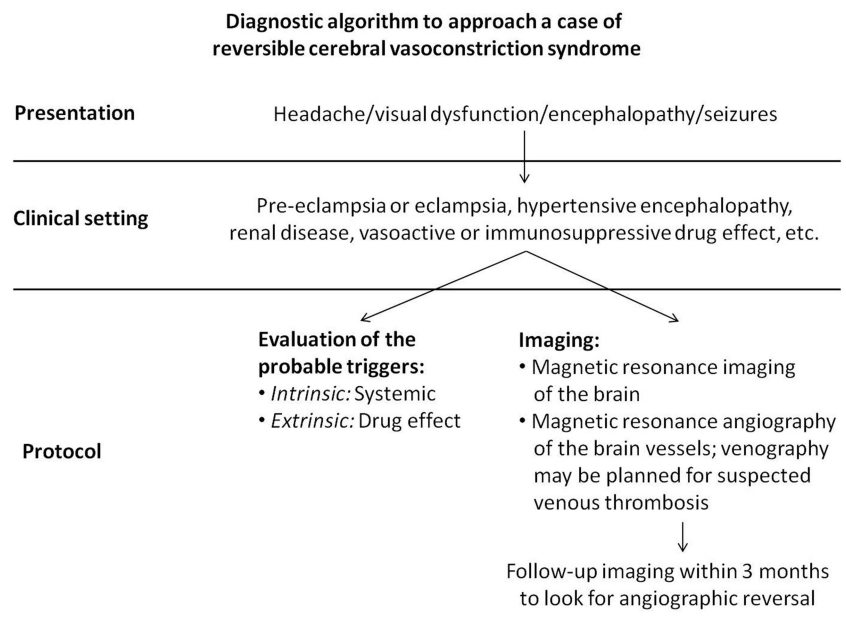 Diagnostic algorithm to approach a case of
reversible cerebral vasoconstriction syndrome
Presentation
Headache/visual dysfunction/encephalopathy/seizures
Clinical setting
Pre-eclampsia or eclampsia, hypertensive encephalopathy,
renal disease, vasoactive or immunosuppressive drug effect, etc.
Protocol
Evaluation of the
probable triggers:
• Intrinsic: Systemic
• Extrinsic: Drug effect
Imaging:
• Magnetic resonance imaging
of the brain
• Magnetic resonance angiography
of the brain vessels; venography
may be planned for suspected
venous thrombosis
Follow-up imaging within 3 months
to look for angiographic reversal